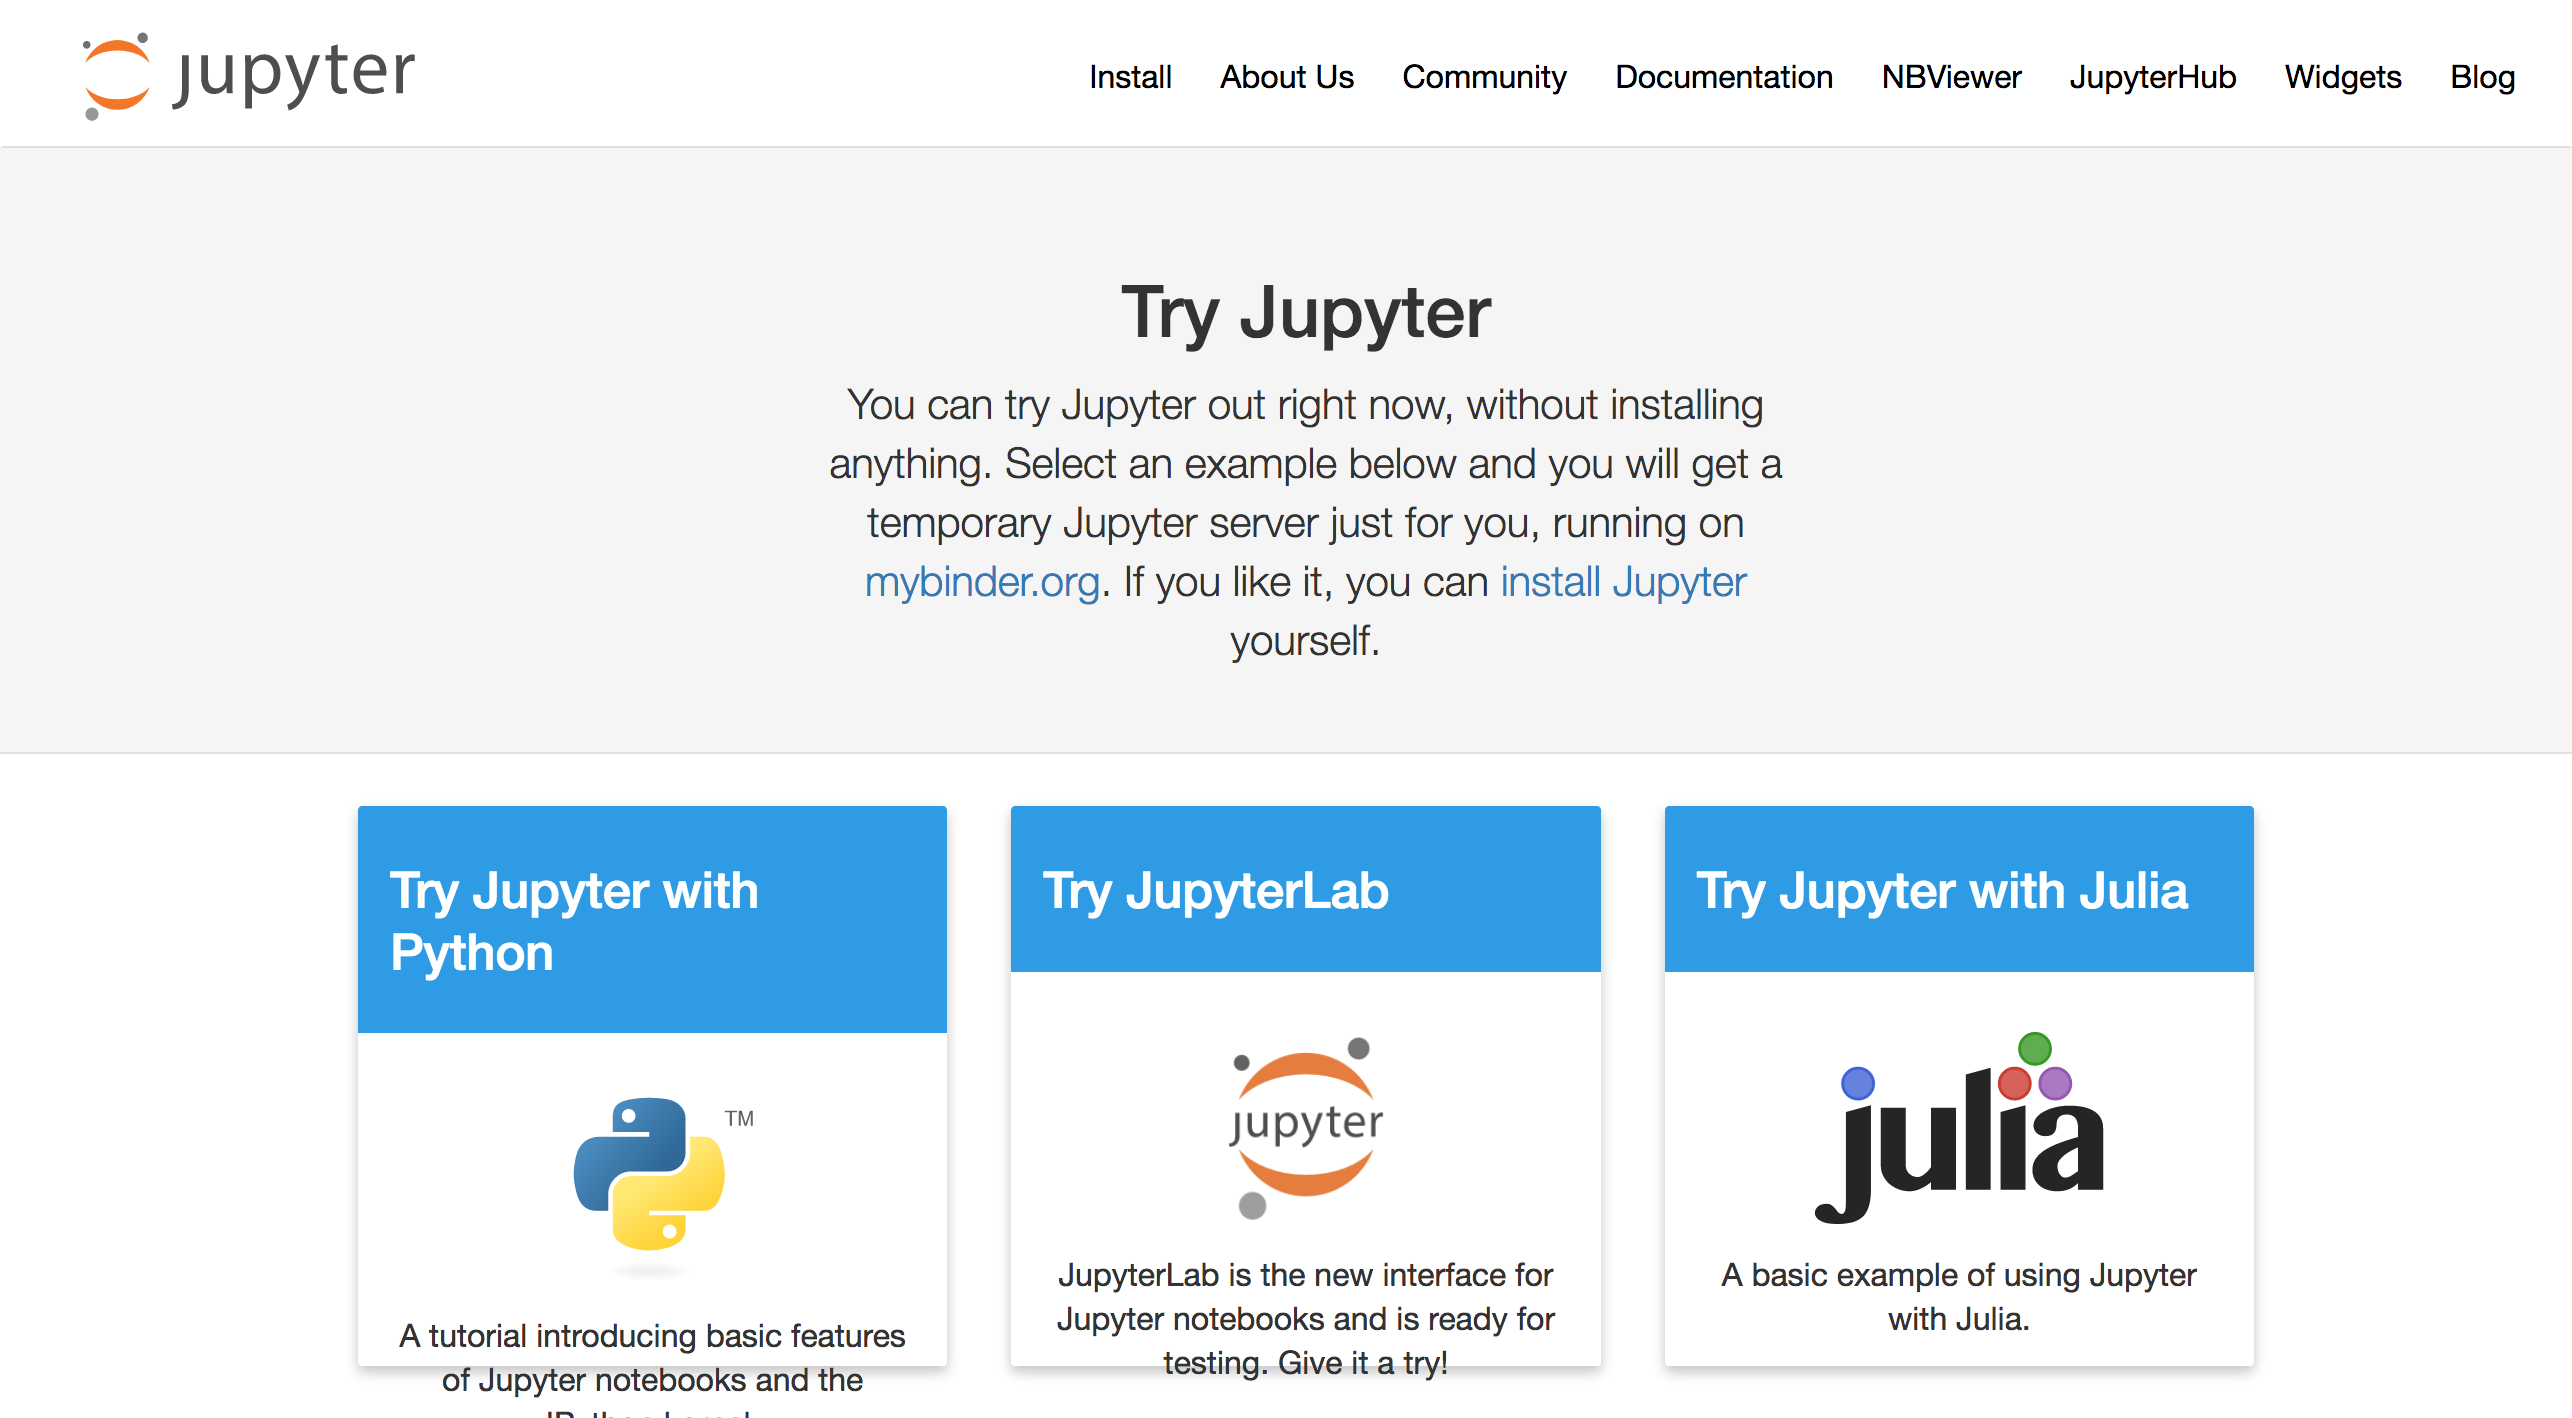 jupyter
Install About Us Community Documentation NBViewer JupyterHub Widgets Blog
Try Jupyter
You can try Jupyter out right now, without installing
anything. Select an example below and you will get a
temporary Jupyter server just for you, running on
mybinder.org. If you like it, you can install Jupyter
yourself.
Try Jupyter with
Python
TM
A tutorial introducing basic features
of Jupyter notebooks and the
Try JupyterLab
jupyter
JupyterLab is the new interface for
Jupyter notebooks and is ready for
testing. Give it a try!
Try Jupyter with Julia
julia
A basic example of using Jupyter
with Julia.